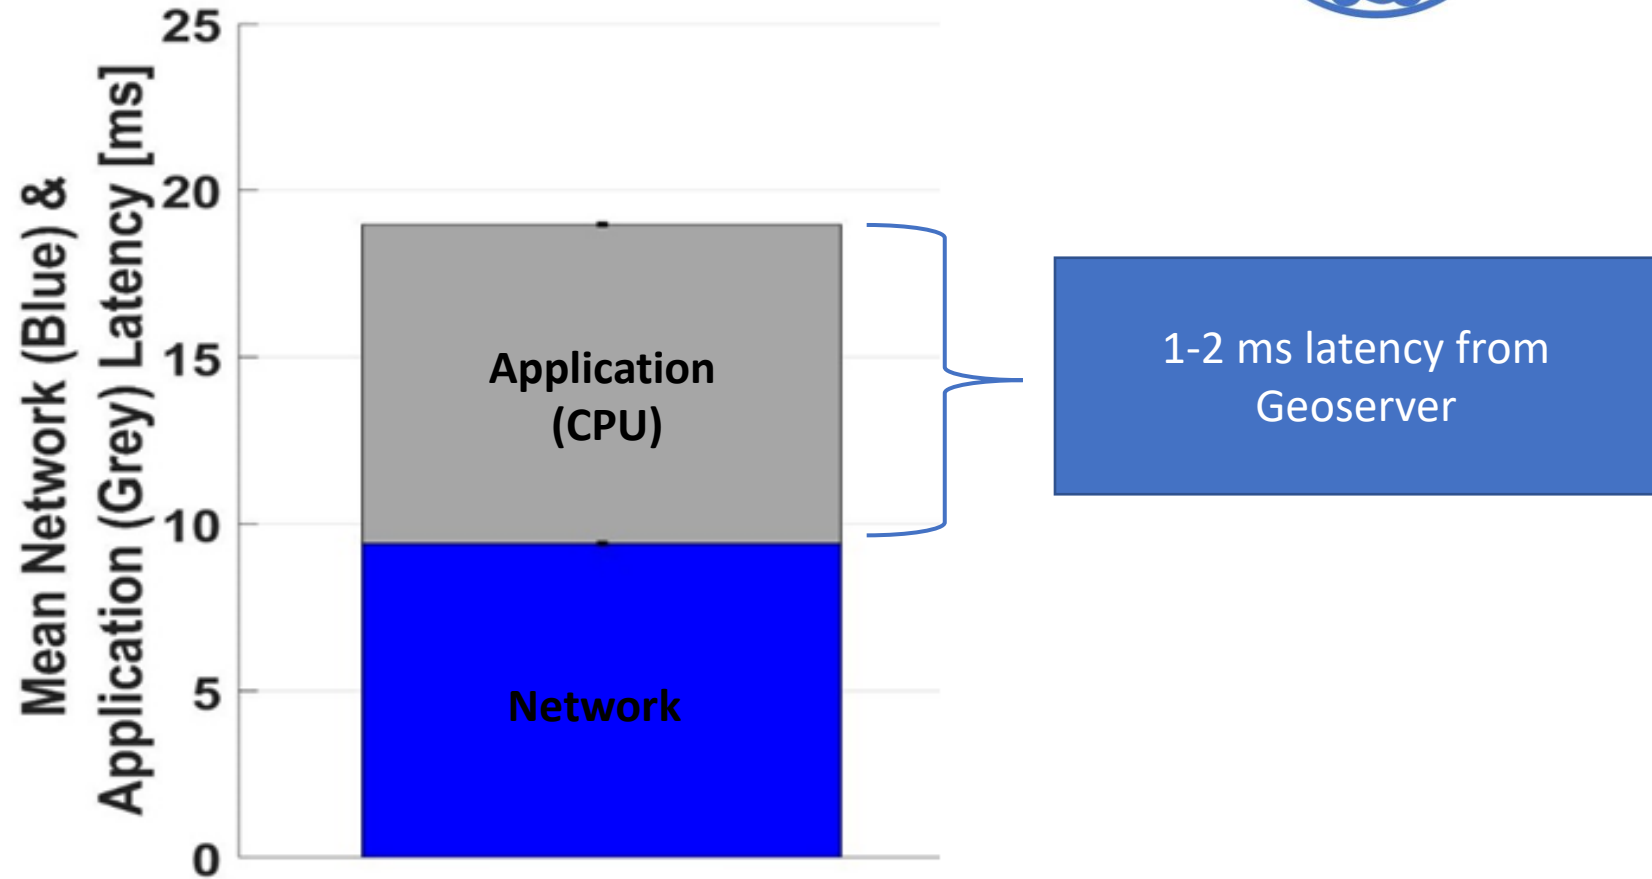 Mean Network (Blue) &
Application (Grey) Latency [ms]
25
20
15
10
5
0
Application
(CPU)
Network
1-2 ms latency from
Geoserver